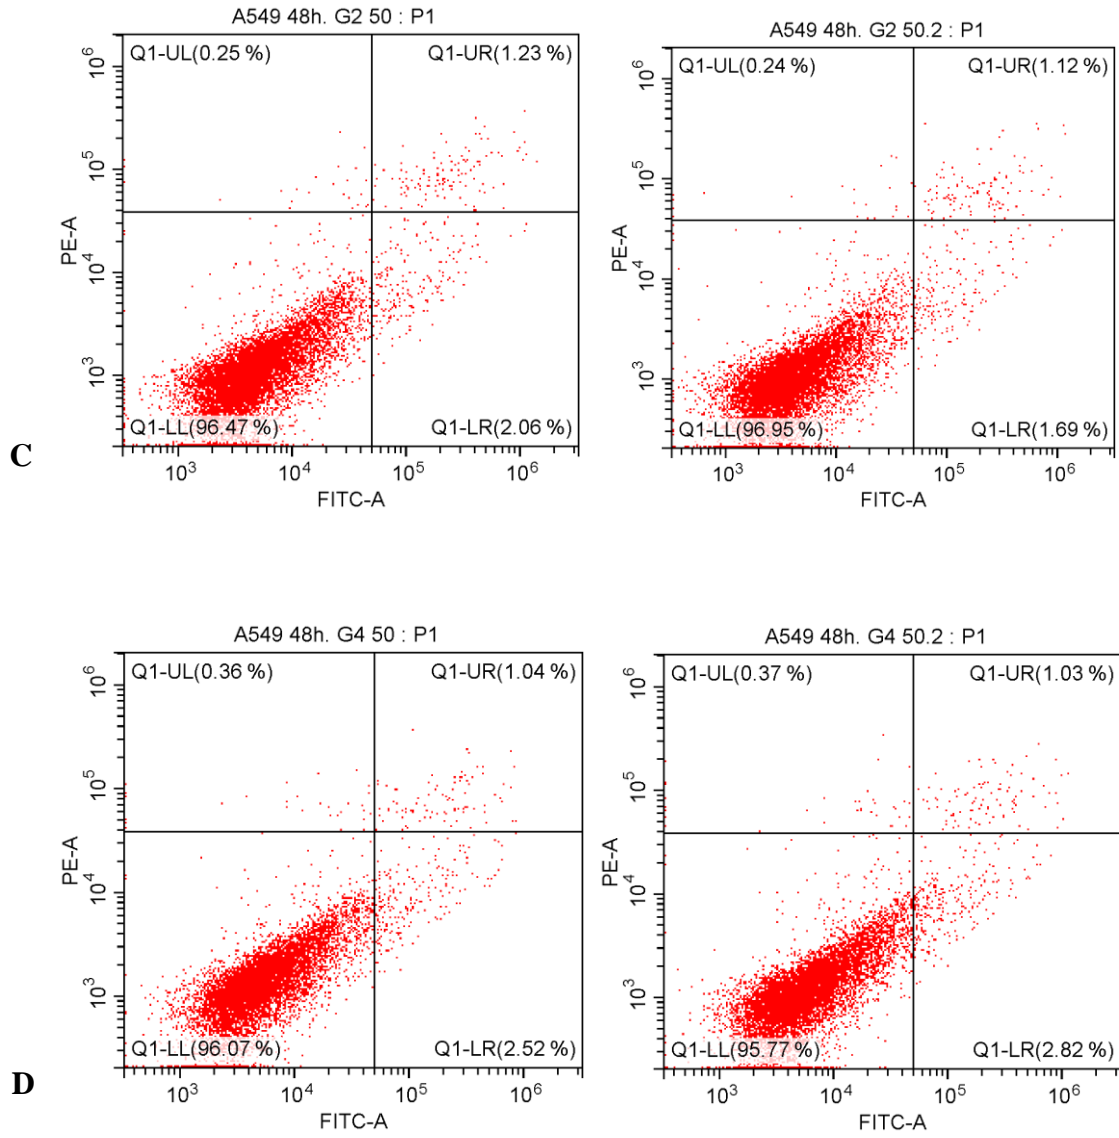 A549 48h. G2 50 : P1
Q1-UL(0.25 %)
Q1-UR(1.23 %)
10^6
10^5
10^4
10^3
PE-A
Q1-LL(96.47 %)
Q1-LR(2.06 %)
10^3 10^4 10^5 10^6
FITC-A
A549 48h. G2 50.2 : P1
Q1-UL(0.24 %)
Q1-UR(1.12 %)
10^6
10^5
10^4
10^3
PE-A
Q1-LL(96.95 %)
Q1-LR(1.69 %)
10^3 10^4 10^5 10^6
FITC-A
C
A549 48h. G4 50 : P1
Q1-UL(0.36 %)
Q1-UR(1.04 %)
10^6
10^5
10^4
10^3
PE-A
Q1-LL(96.07 %)
Q1-LR(2.52 %)
10^3 10^4 10^5 10^6
FITC-A
A549 48h. G4 50.2 : P1
Q1-UL(0.37 %)
Q1-UR(1.03 %)
10^6
10^5
10^4
10^3
PE-A
Q1-LL(95.77 %)
Q1-LR(2.82 %)
10^3 10^4 10^5 10^6
FITC-A
D